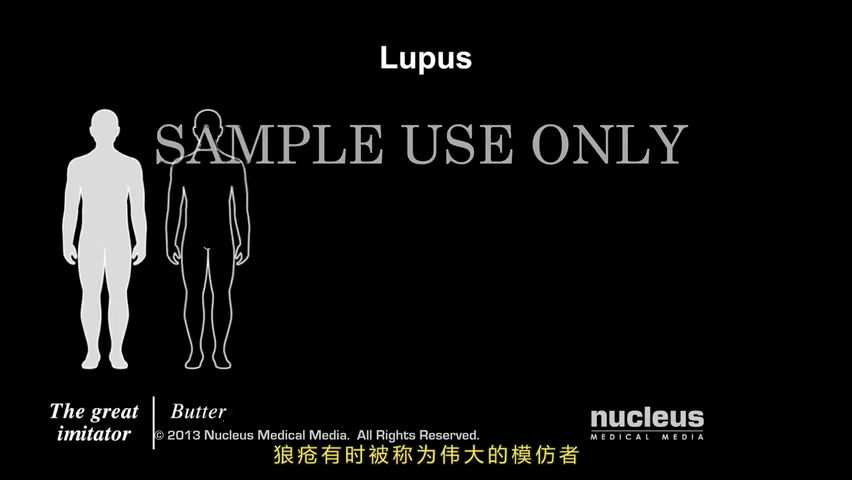 Lupus
SAMPLE USE ONLY
The great
imitator
Butter
nucleus
MEDICAL MEDIA
© 2013 Nucleus Medical Media. All Rights Reserved.
狼疮有时被称为伟大的模仿者